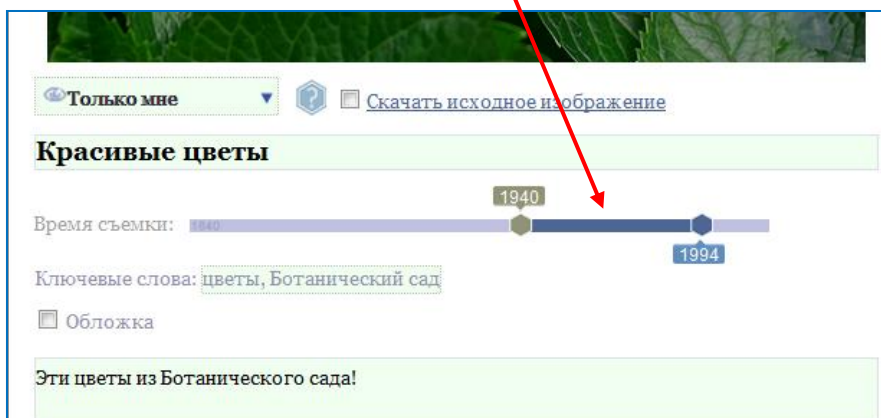 Только мне
Скачать исходное изображение
Красивые цветы
1940
Время съемки: 1840
1994
Ключевые слова: цветы, Ботанический сад
Обложка
Эти цветы из Ботанического сада!